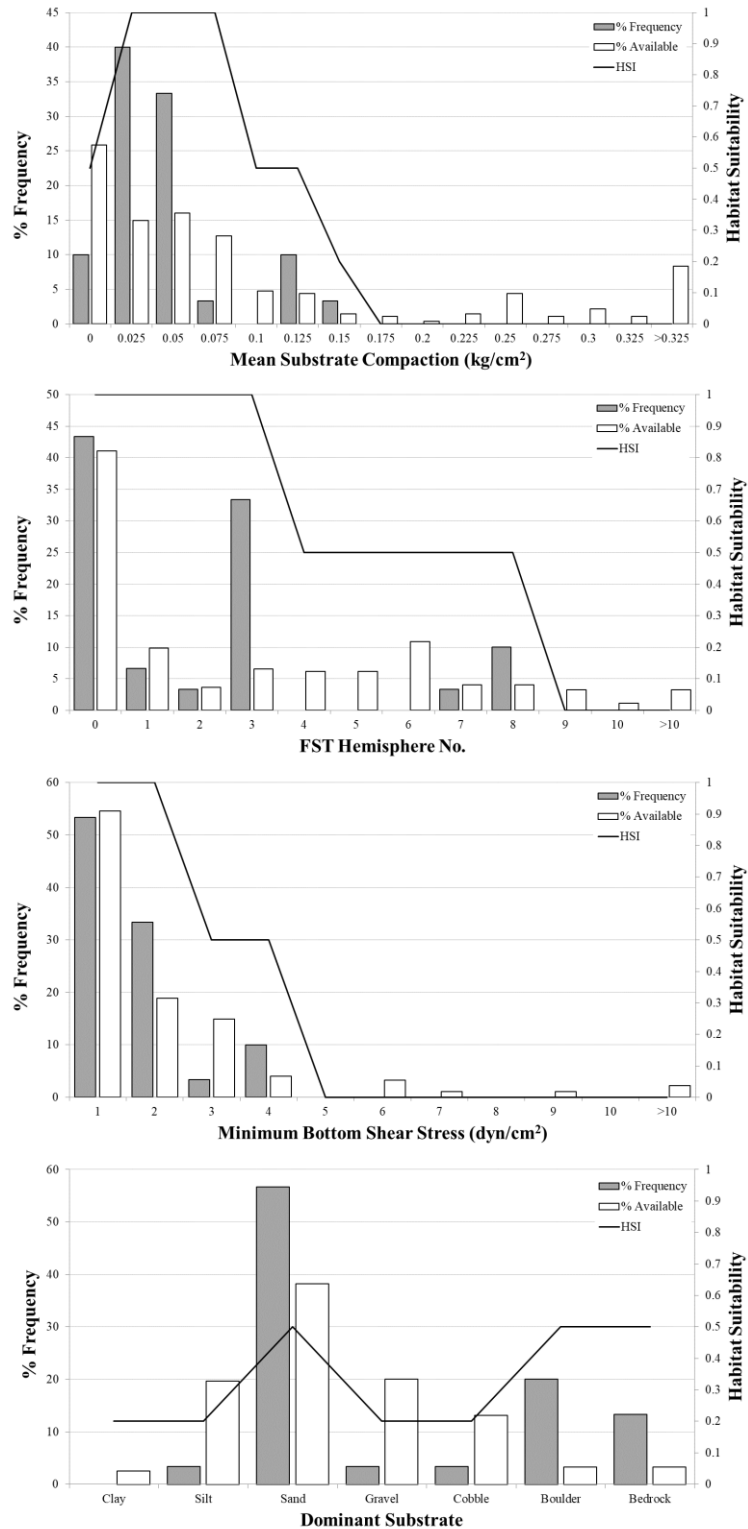 % Frequency
45
40
35
30
25
20
15
10
5
0
% Frequency
% Available
HSI
1
0.9
0.8
0.7
0.6
0.5
0.4
0.3
0.2
0.1
0
Habitat Suitability
0 0.025 0.05 0.075 0.1 0.125 0.15 0.175 0.2 0.225 0.25 0.275 0.3 0.325 >0.325
Mean Substrate Compaction (kg/cm²)
% Frequency
50
45
40
35
30
25
20
15
10
5
0
% Frequency
% Available
HSI
1
0.9
0.8
0.7
0.6
0.5
0.4
0.3
0.2
0.1
0
Habitat Suitability
0 1 2 3 4 5 6 7 8 9 10 >10
FST Hemisphere No.
% Frequency
60
50
40
30
20
10
0
% Frequency
% Available
HSI
1
0.9
0.8
0.7
0.6
0.5
0.4
0.3
0.2
0.1
0
Habitat Suitability
1 2 3 4 5 6 7 8 9 10 >10
Minimum Bottom Shear Stress (dyn/cm²)
% Frequency
60
50
40
30
20
10
0
% Frequency
% Available
HSI
1
0.9
0.8
0.7
0.6
0.5
0.4
0.3
0.2
0.1
0
Habitat Suitability
Clay Silt Sand Gravel Cobble Boulder Bedrock
Dominant Substrate